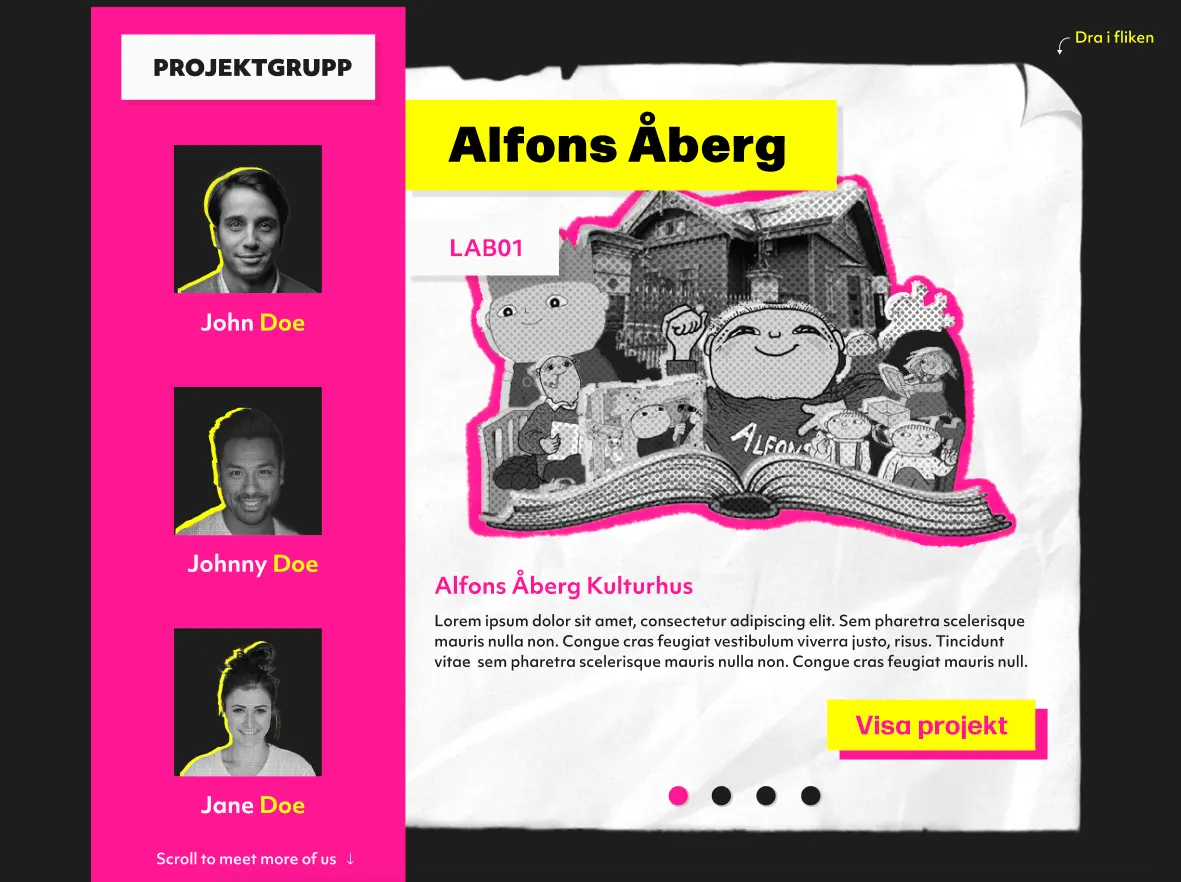 PROJEKTGRUPP
John Doe
Johnny Doe
Jane Doe
Scroll to meet more of us ↓
Dra i fliken
Alfons Åberg
LAB01
ALFONS
Alfons Åberg Kulturhus
Lorem ipsum dolor sit amet, consectetur adipiscing elit. Sem pharetra scelerisque
mauris nulla non. Congue cras feugiat vestibulum viverra justo, risus. Tincidunt
vitae sem pharetra scelerisque mauris nulla non. Congue cras feugiat mauris null.
Visa projekt